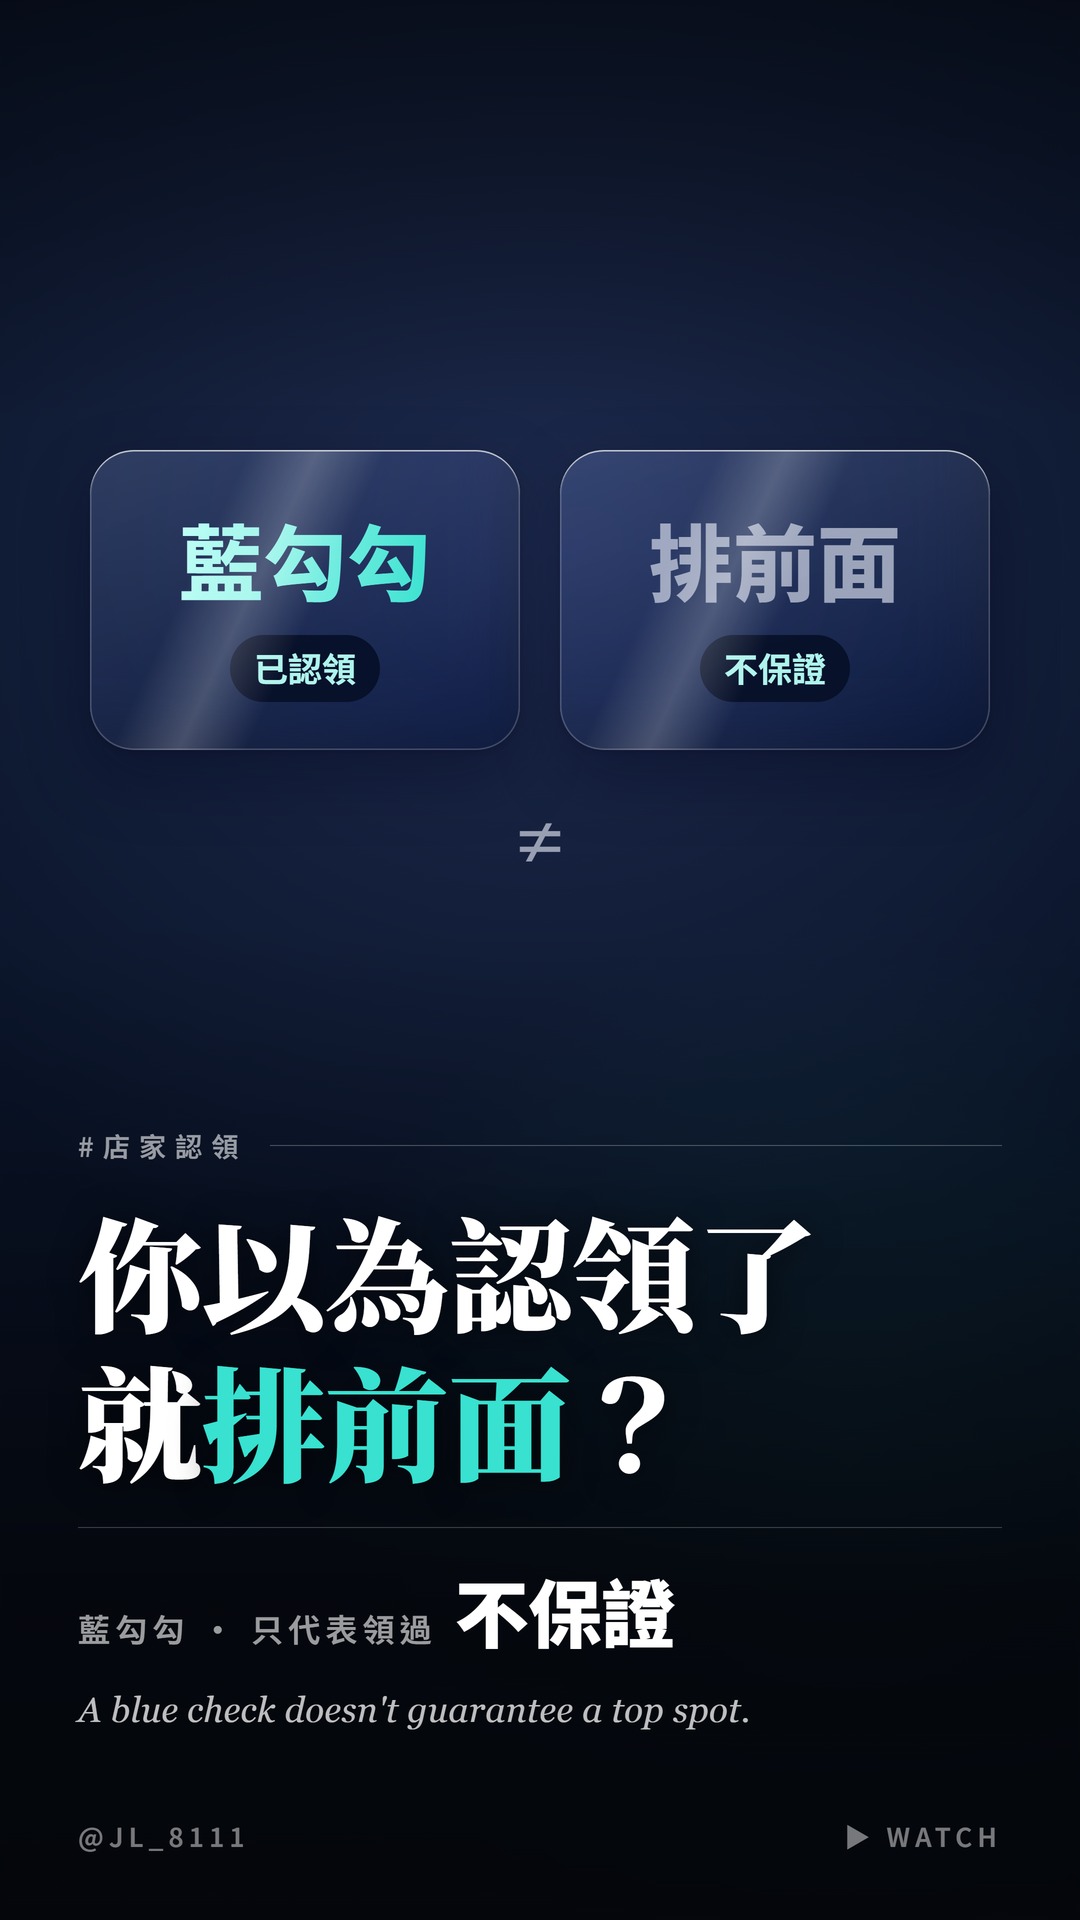 藍勾勾
已認領
排前面
不保證
≠
#店家認領
你以為認領了
就排前面？
藍勾勾 · 只代表領過 不保證
A blue check doesn't guarantee a top spot.
@JL_8111
▶ WATCH